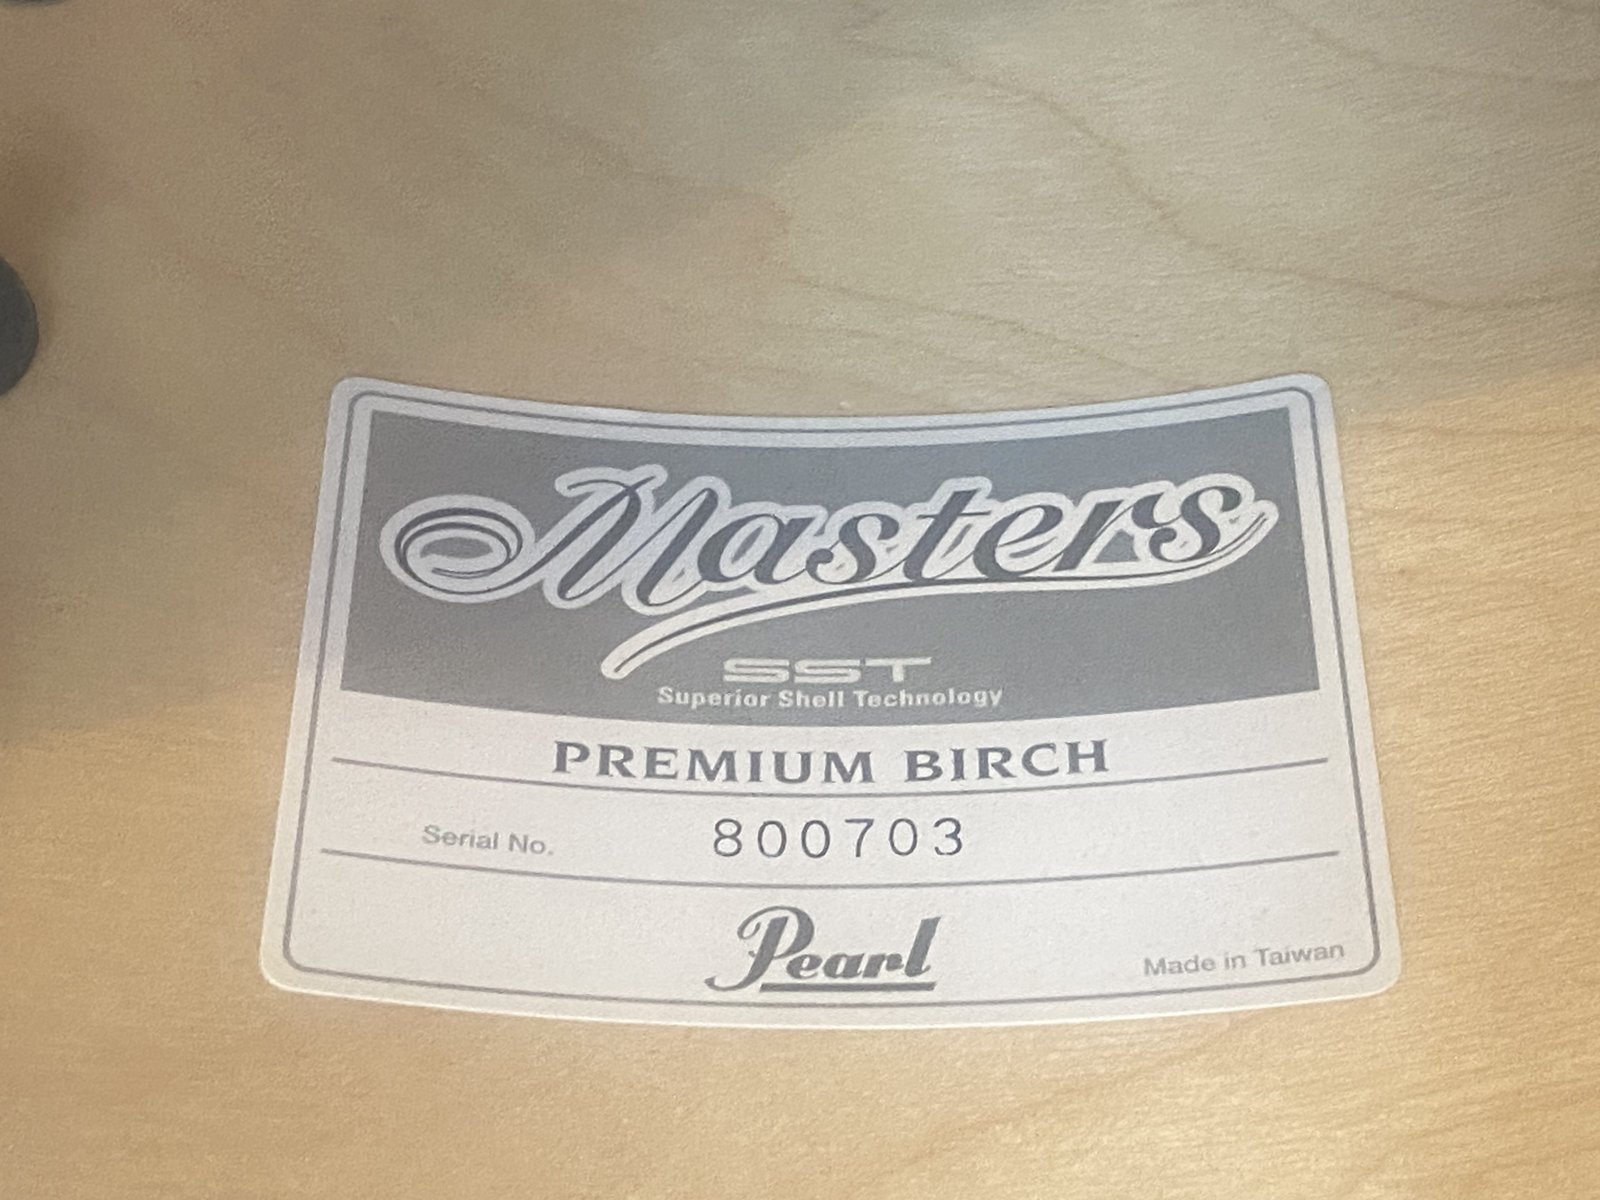 Masters
SST
Superior Shell Technology
PREMIUM BIRCH
Serial No. 800703
Pearl
Made in Taiwan